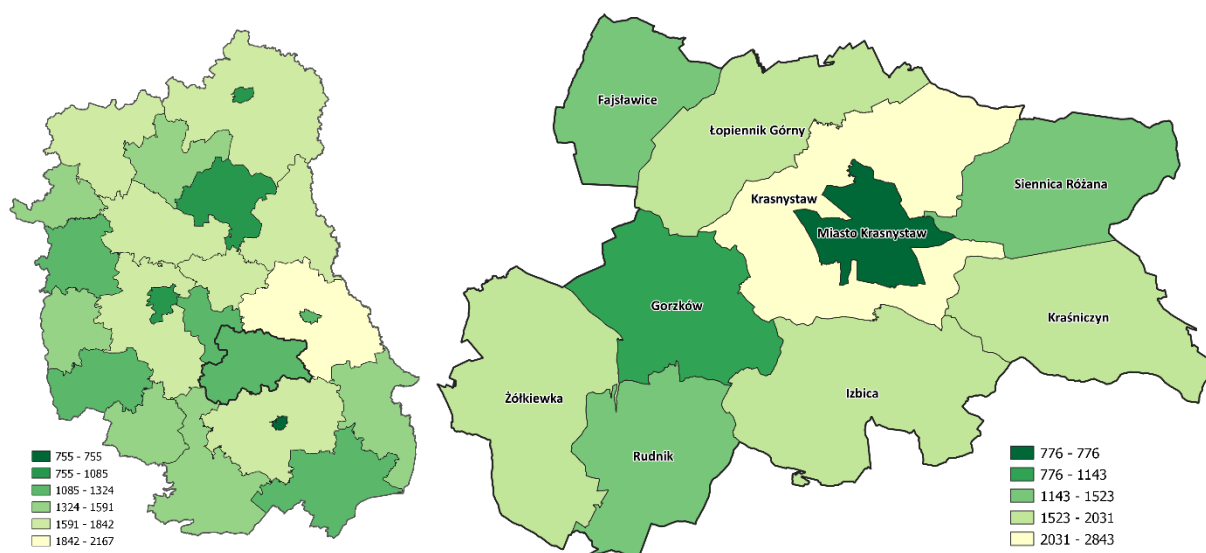 755 - 755
755 - 1085
1085 - 1324
1324 - 1591
1591 - 1842
1842 - 2167
Fajsławice
Łopiennik Górny
Siennica Różana
Krasnystaw
Miasto Krasnystaw
Gorzków
Kraśniczyn
Żółkiewka
Izbica
Rudnik
776 - 776
776 - 1143
1143 - 1523
1523 - 2031
2031 - 2843